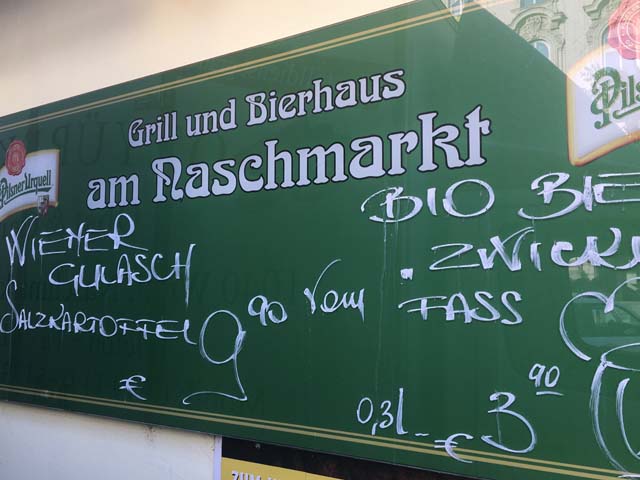 Grill und Bierhaus
am Naschmarkt
Pilsner Urquell
Pils
WIENER
GULASCH
SALZKARTOFFEL
€ 9 90
BIO BIE
ZWICK
Vom FASS
0,3l € 3 90